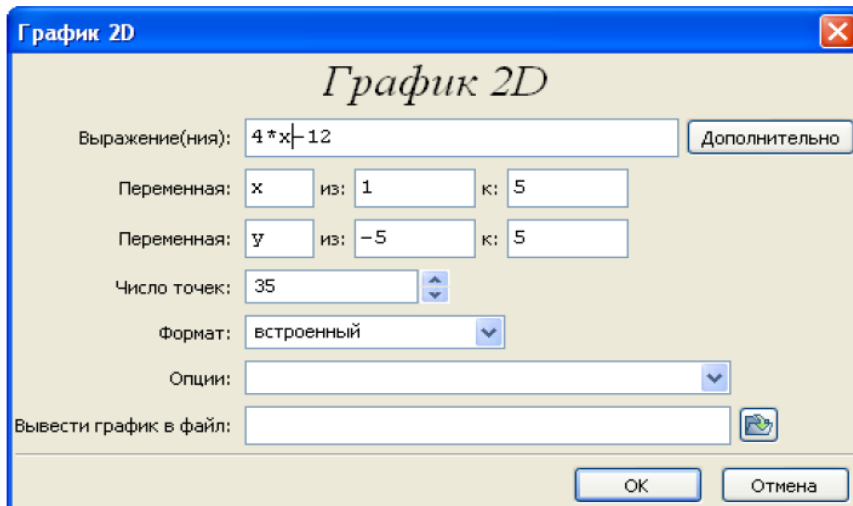 График 2D
График 2D
Выражение(ния): 4*x-12 Дополнительно
Переменная: x из: 1 к: 5
Переменная: y из: -5 к: 5
Число точек: 35
Формат: встроенный
Опции:
Вывести график в файл:
OK Отмена